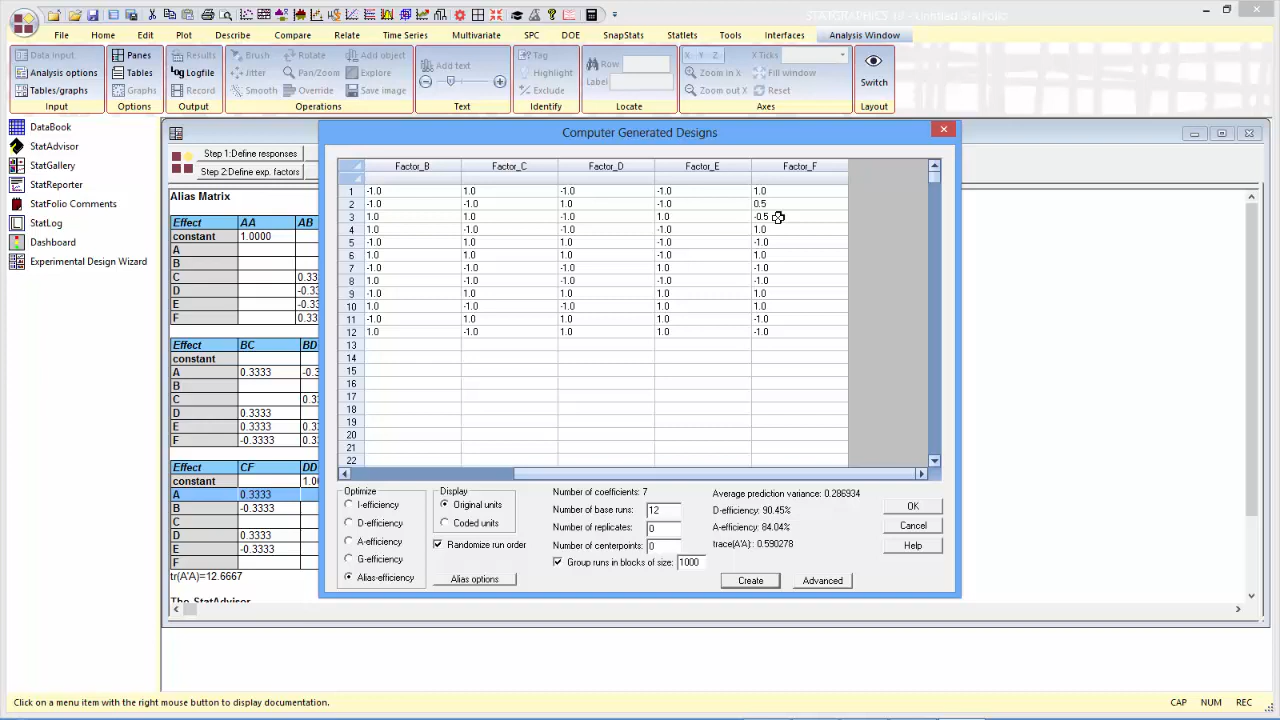 STATGRAPHICS 18 - Untitled StatFolio
File Home Edit Plot Describe Compare Relate Time Series Multivariate SPC DOE SnapStats Statlets Tools Interfaces Analysis Window
Data Input Panes Results Brush Rotate Add object Add text Tag Row X Y Z X Ticks
Analysis options Tables Logfile Jitter Pan/Zoom Explore Highlight Label: Zoom in X Fill window Switch
Tables/graphs Graphs Record Smooth Override Save image Exclude Zoom out X Reset
Input Options Output Operations Text Identify Locate Axes Layout
DataBook
StatAdvisor
StatGallery
StatReporter
StatFolio Comments
StatLog
Dashboard
Experimental Design Wizard
Step 1:Define responses
Step 2:Define exp. factors
Alias Matrix
Effect AA AB
constant 1.0000
A
B
C 0.33
D -0.3
E -0.3
F 0.33
Effect BC BD
constant
A 0.3333 -0.3
B
C 0.3
D 0.3333
E 0.3333 0.33
F -0.3333 0.33
Effect CF DD
constant 1.00
A 0.3333
B -0.3333
C
D 0.3333
E -0.3333
F
tr(A'A)=12.6667
The StatAdvisor
Computer Generated Designs
Factor_B Factor_C Factor_D Factor_E Factor_F
1 -1.0 1.0 -1.0 -1.0 1.0
2 -1.0 -1.0 1.0 -1.0 0.5
3 1.0 1.0 -1.0 1.0 -0.5
4 1.0 -1.0 -1.0 -1.0 1.0
5 -1.0 -1.0 -1.0 -1.0 -1.0
6 1.0 1.0 1.0 1.0 1.0
7 -1.0 1.0 -1.0 1.0 -1.0
8 1.0 1.0 -1.0 -1.0 -1.0
9 -1.0 1.0 1.0 1.0 1.0
10 1.0 -1.0 -1.0 1.0 1.0
11 -1.0 1.0 1.0 -1.0 -1.0
12 1.0 -1.0 1.0 1.0 -1.0
13
14
15
16
17
18
19
20
21
22
Optimize
I-efficiency
D-efficiency
A-efficiency
G-efficiency
Alias-efficiency
Display
Original units
Coded units
Randomize run order
Alias options
Number of coefficients: 7
Number of base runs: 12
Number of replicates: 0
Number of centerpoints: 0
Group runs in blocks of size: 1000
Average prediction variance: 0.286934
D-efficiency: 90.45%
A-efficiency: 84.04%
trace(A'A): 0.590278
Create Advanced
OK
Cancel
Help
Click on a menu item with the right mouse button to display documentation. CAP NUM REC